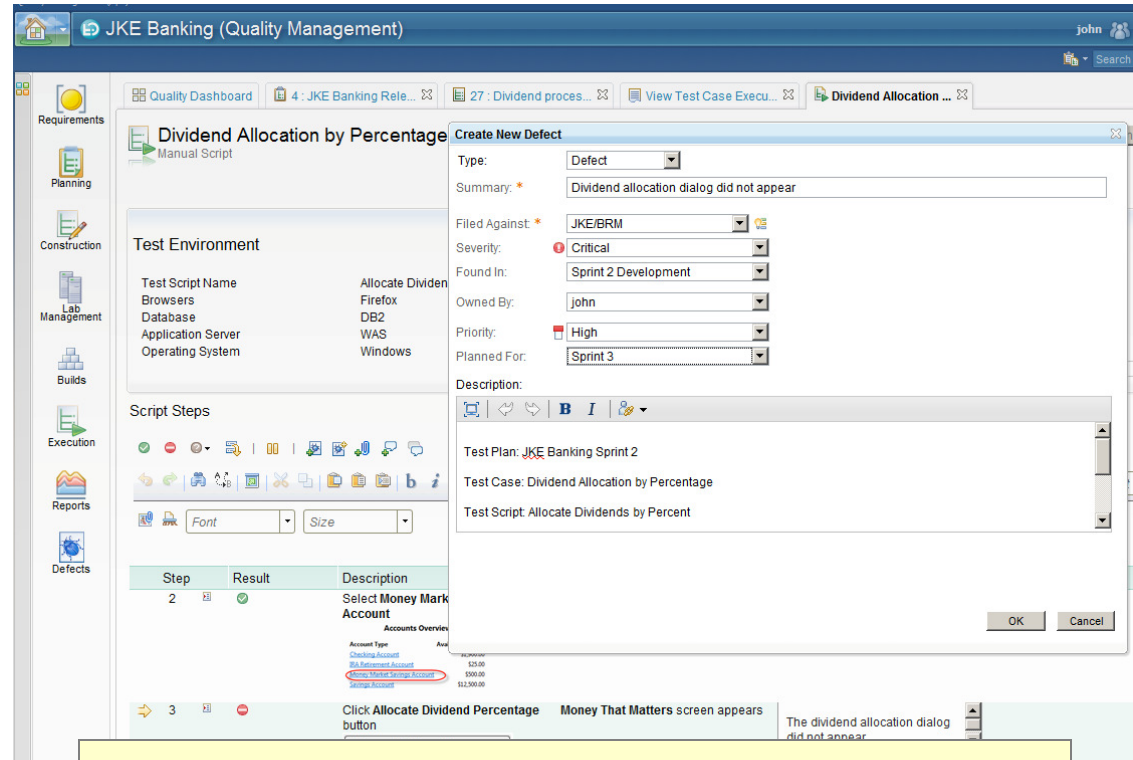 JKE Banking (Quality Management)
john
Search
Quality Dashboard
4 : JKE Banking Rele...
27 : Dividend proces...
View Test Case Execu...
Dividend Allocation ...
Requirements
Planning
Construction
Lab
Management
Builds
Execution
Reports
Defects
Dividend Allocation by Percentage
Manual Script
Test Environment
Test Script Name Allocate Dividen
Browsers Firefox
Database DB2
Application Server WAS
Operating System Windows
Script Steps
b i
Font
Size
Create New Defect
Type: Defect
Summary: * Dividend allocation dialog did not appear
Filed Against: * JKE/BRM
Severity: Critical
Found In: Sprint 2 Development
Owned By: john
Priority: High
Planned For: Sprint 3
Description:
B I
Test Plan: JKE Banking Sprint 2
Test Case: Dividend Allocation by Percentage
Test Script: Allocate Dividends by Percent
OK Cancel
Step Result Description
2 Select Money Mark
Account
Accounts Overview
Account Type Ava
Checking Account
IRA Retirement Account $25.00
Money Market Savings Account $500.00
Savings Account $12,500.00
3 Click Allocate Dividend Percentage
button
Money That Matters screen appears
The dividend allocation dialog
did not appear